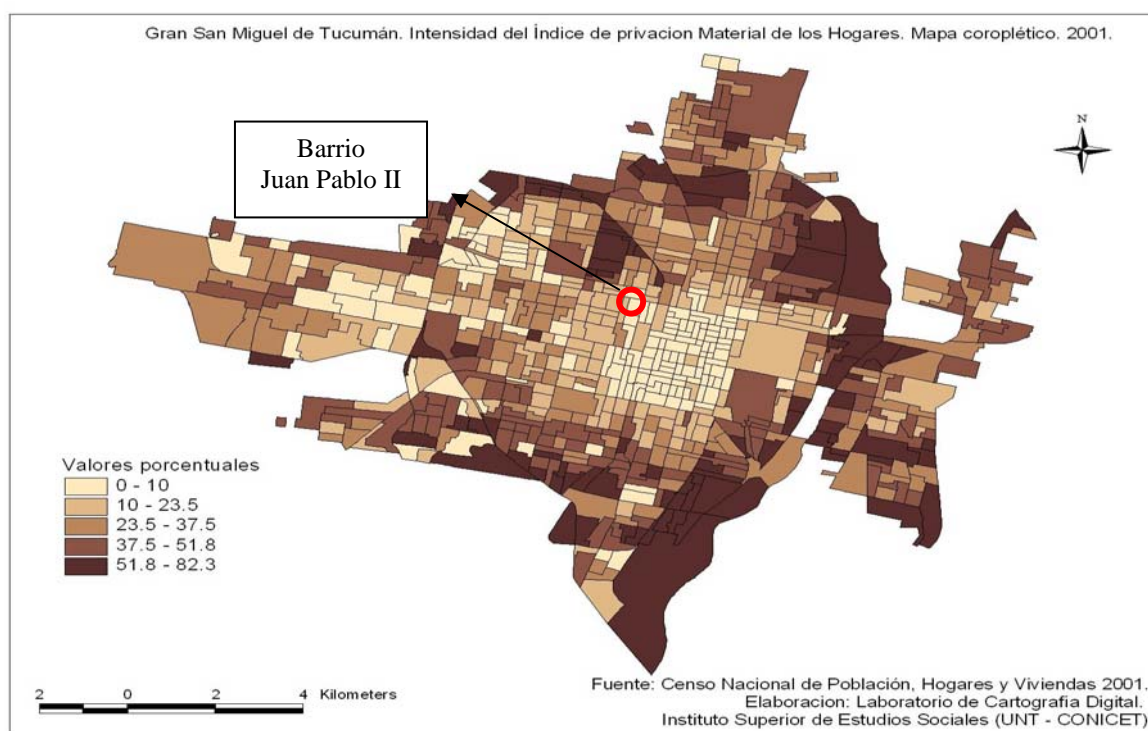 Gran San Miguel de Tucumán. Intensidad del Índice de privacion Material de los Hogares. Mapa coroplético. 2001.
Barrio
Juan Pablo II
N
Valores porcentuales
0 - 10
10 - 23.5
23.5 - 37.5
37.5 - 51.8
51.8 - 82.3
2 0 2 4 Kilometers
Fuente: Censo Nacional de Población, Hogares y Viviendas 2001.
Elaboracion: Laboratorio de Cartografia Digital.
Instituto Superior de Estudios Sociales (UNT - CONICET)